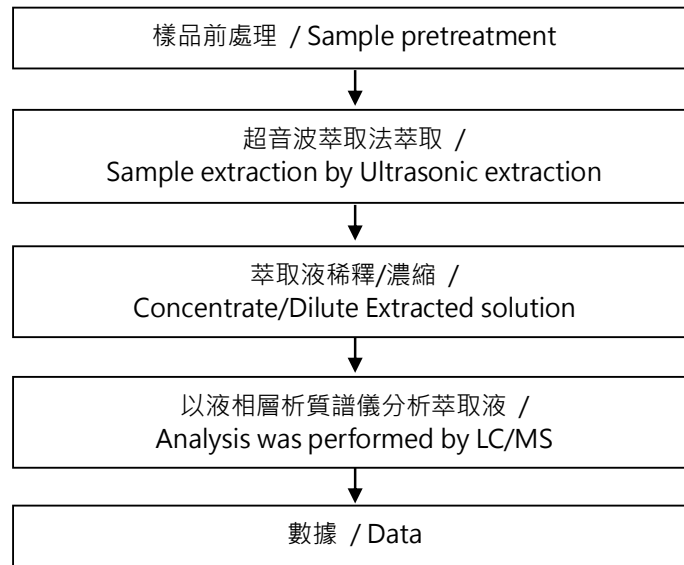 樣品前處理 / Sample pretreatment
超音波萃取法萃取 /
Sample extraction by Ultrasonic extraction
萃取液稀釋/濃縮 /
Concentrate/Dilute Extracted solution
以液相層析質譜儀分析萃取液 /
Analysis was performed by LC/MS
數據 / Data